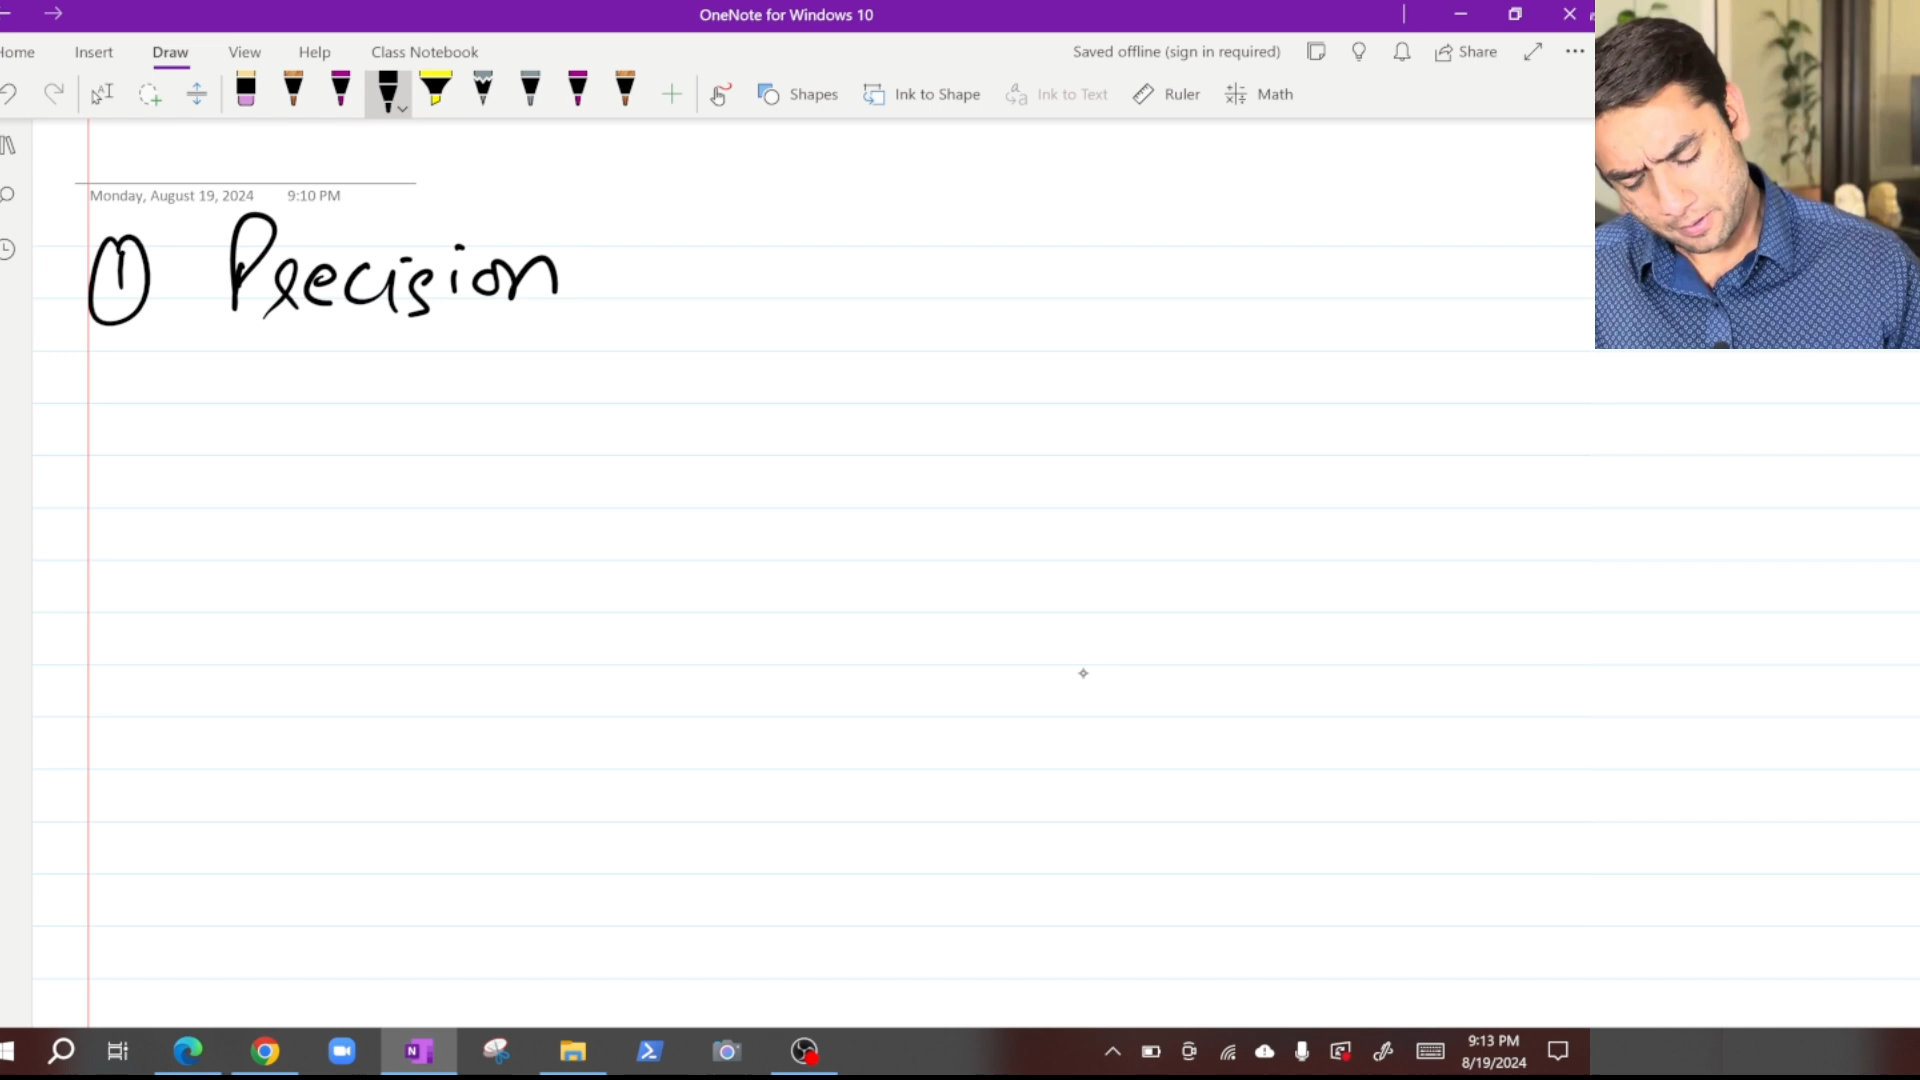 OneNote for Windows 10
Home Insert Draw View Help Class Notebook Saved offline (sign in required) Share
Shapes Ink to Shape Ink to Text Ruler Math
Monday, August 19, 2024 9:10 PM
① Precision
9:13 PM
8/19/2024